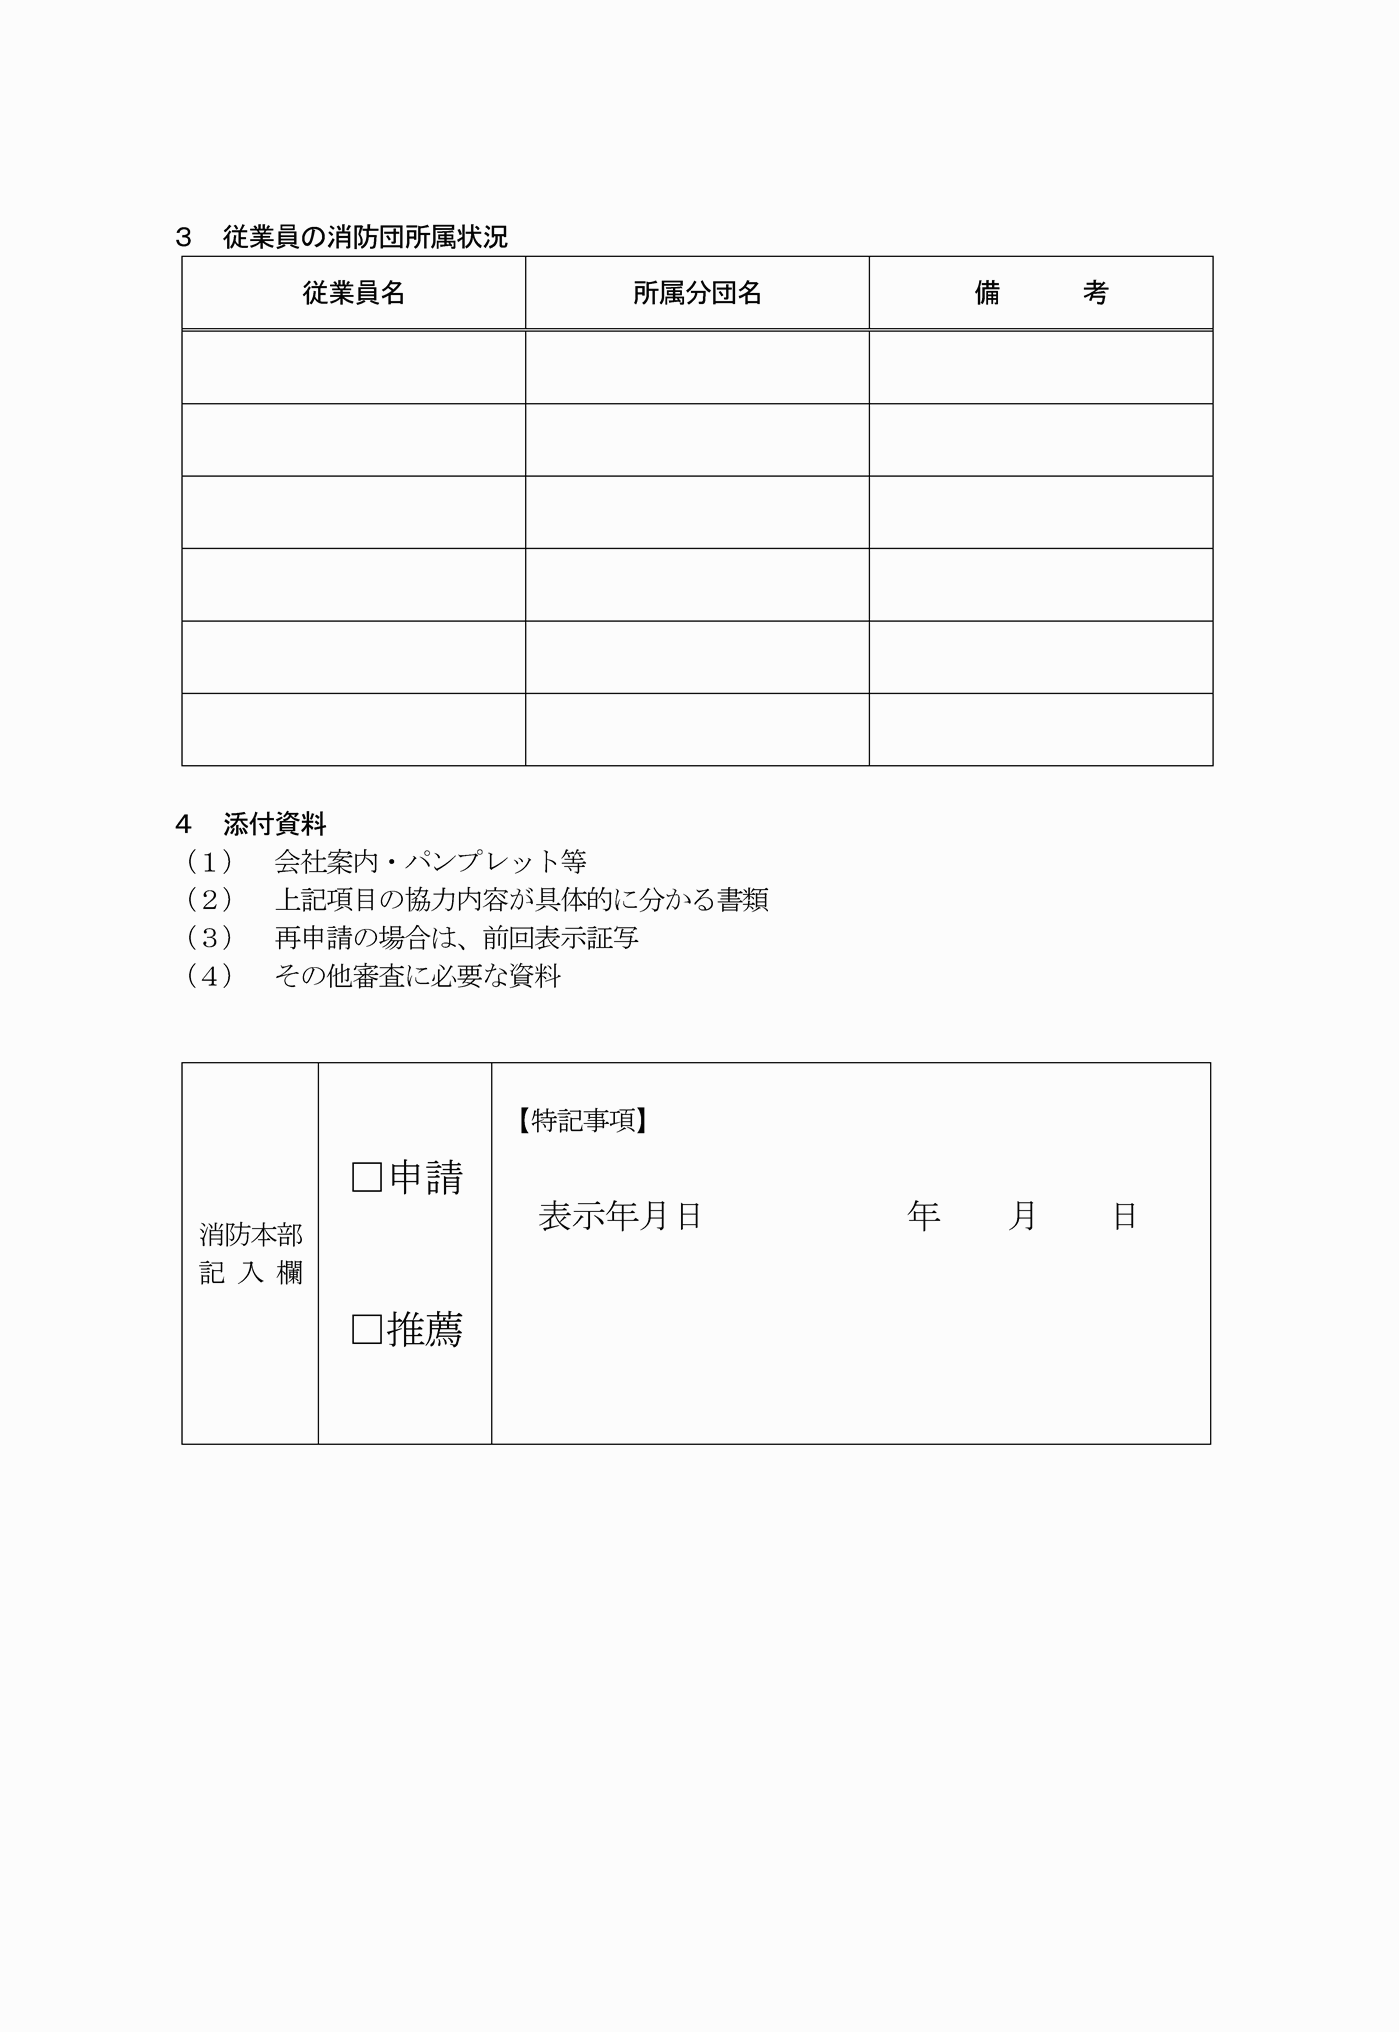 ３　従業員の消防団所属状況
従業員名　所属分団名　備　　　考
４　添付資料
（１）　会社案内・パンプレット等
（２）　上記項目の協力内容が具体的に分かる書類
（３）　再申請の場合は、前回表示証写
（４）　その他審査に必要な資料
消防本部
記 入 欄
□申請
□推薦
【特記事項】
表示年月日　　　　　　年　　月　　日